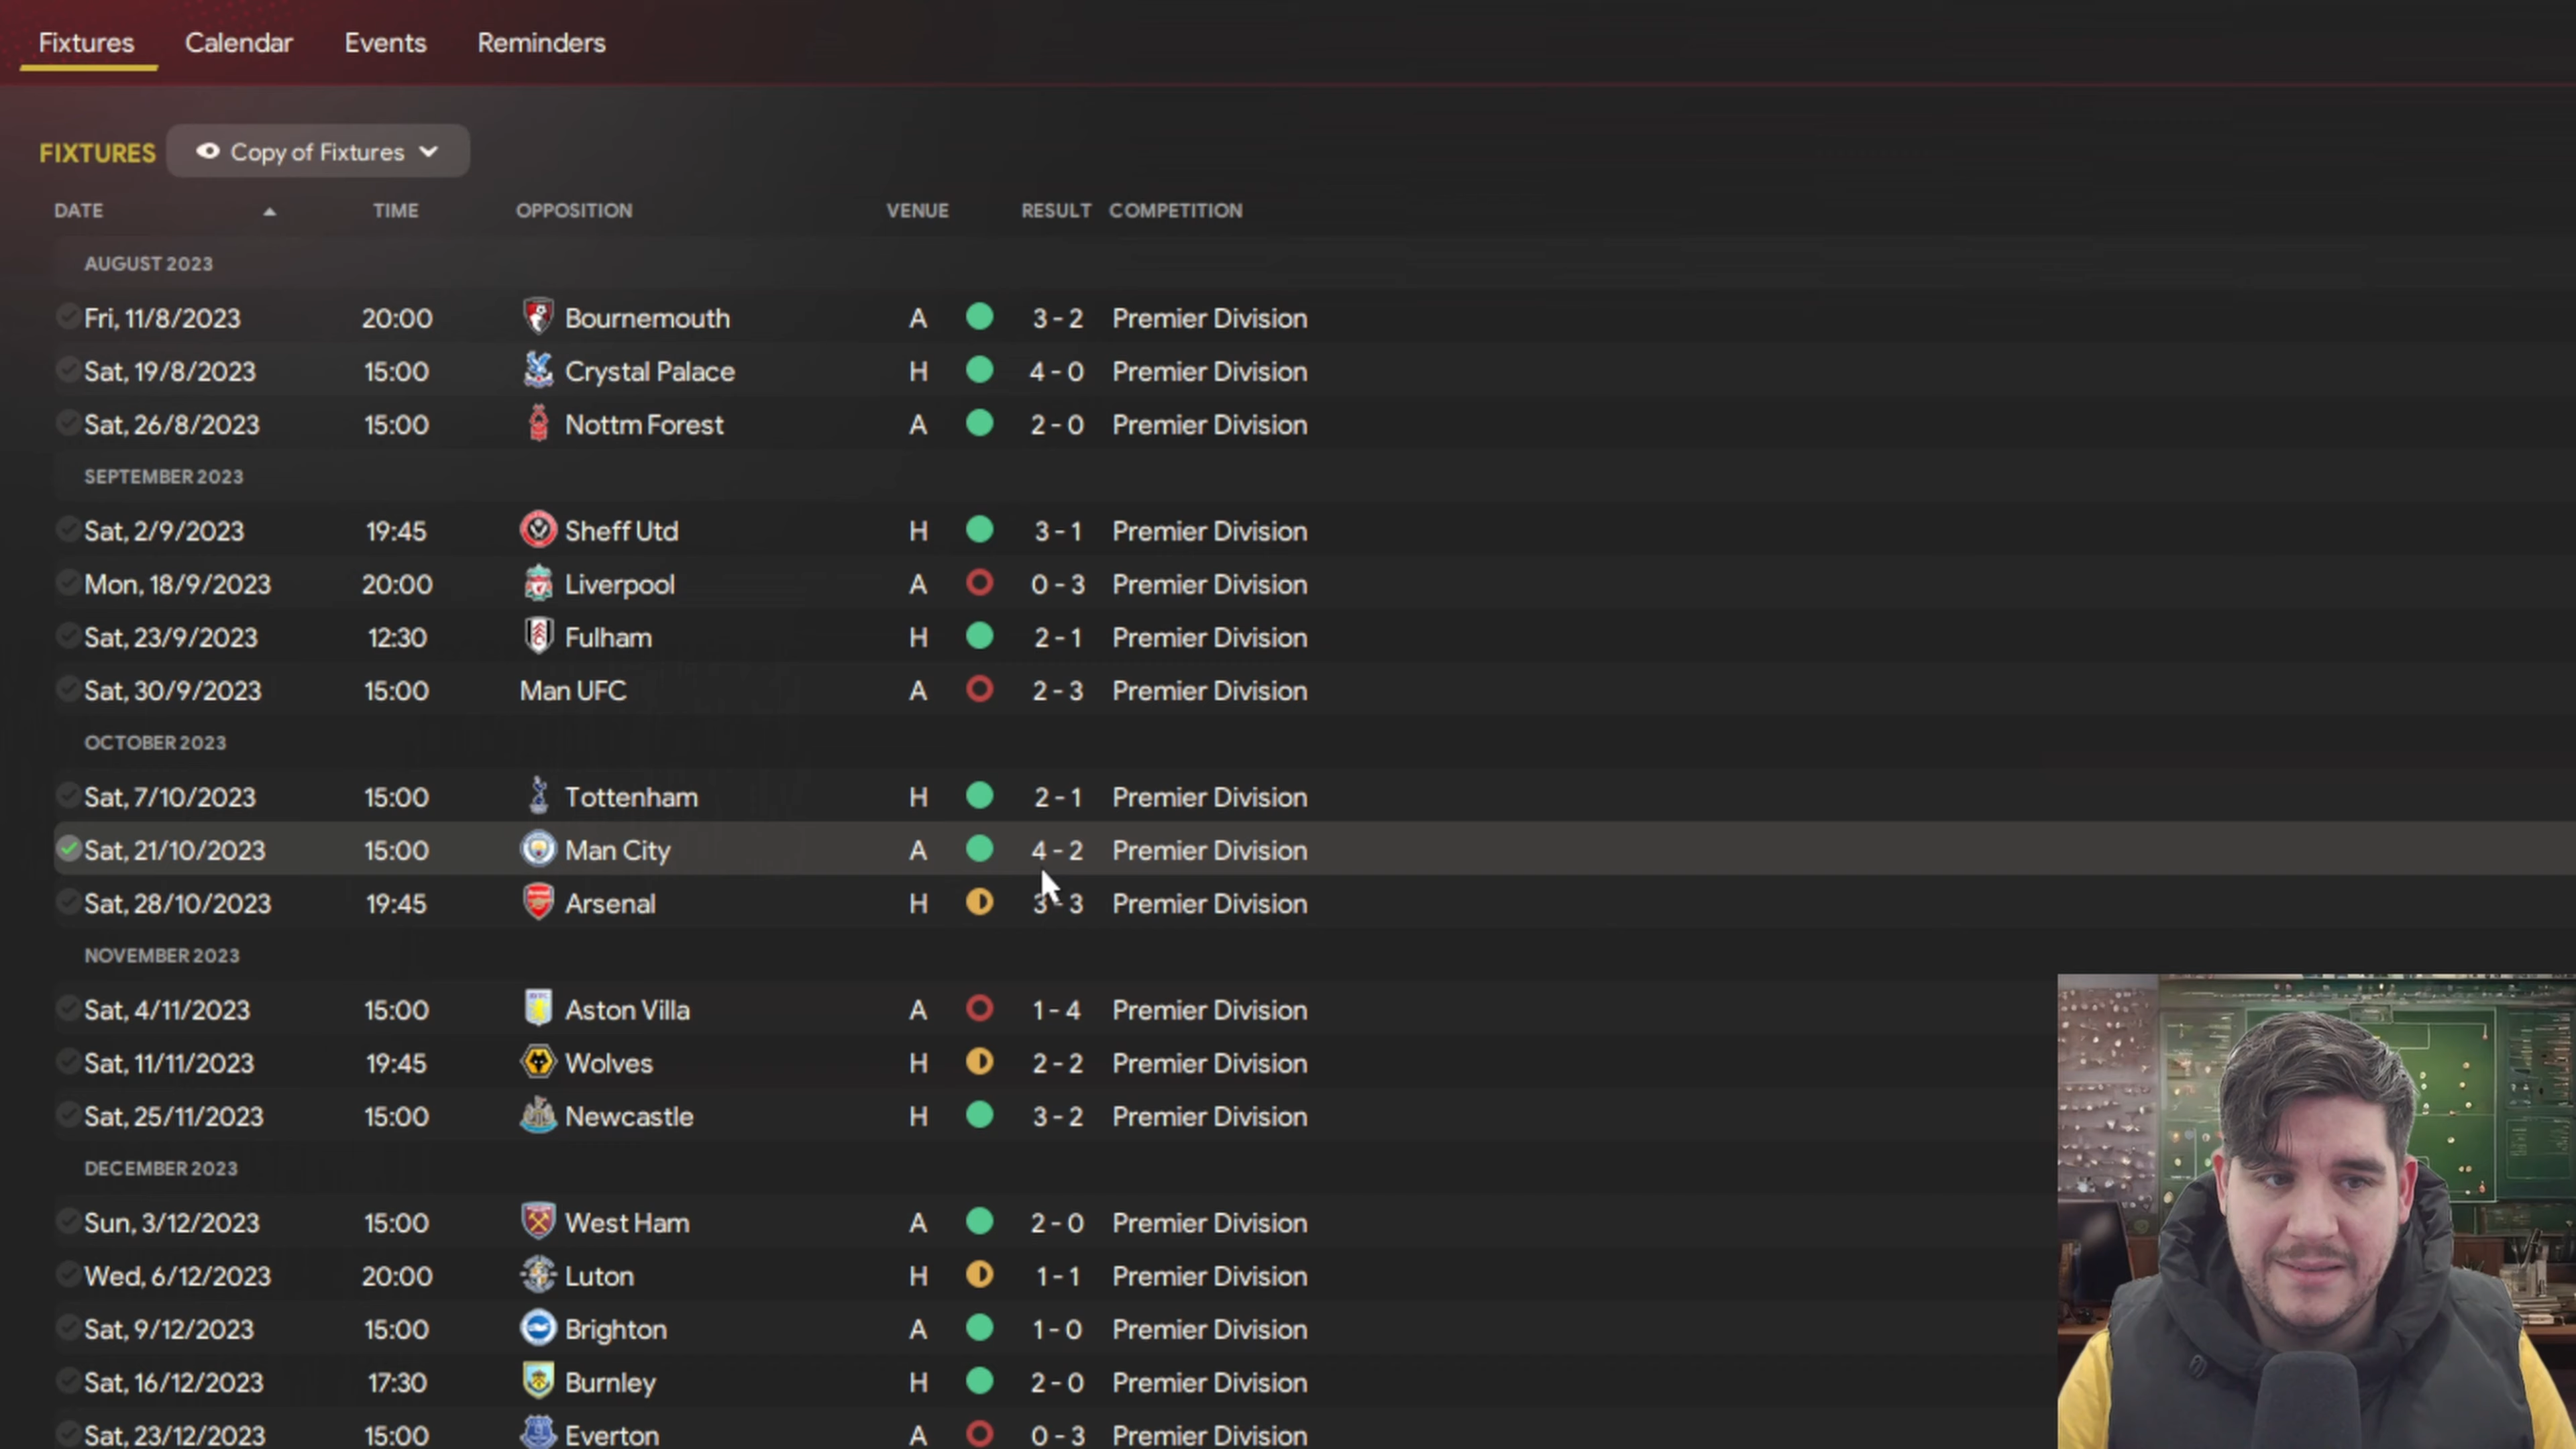 Fixtures Calendar Events Reminders
FIXTURES Copy of Fixtures
DATE TIME OPPOSITION VENUE RESULT COMPETITION
AUGUST 2023
Fri, 11/8/2023 20:00 Bournemouth A 3 - 2 Premier Division
Sat, 19/8/2023 15:00 Crystal Palace H 4 - 0 Premier Division
Sat, 26/8/2023 15:00 Nottm Forest A 2 - 0 Premier Division
SEPTEMBER 2023
Sat, 2/9/2023 19:45 Sheff Utd H 3 - 1 Premier Division
Mon, 18/9/2023 20:00 Liverpool A 0 - 3 Premier Division
Sat, 23/9/2023 12:30 Fulham H 2 - 1 Premier Division
Sat, 30/9/2023 15:00 Man UFC A 2 - 3 Premier Division
OCTOBER 2023
Sat, 7/10/2023 15:00 Tottenham H 2 - 1 Premier Division
Sat, 21/10/2023 15:00 Man City A 4 - 2 Premier Division
Sat, 28/10/2023 19:45 Arsenal H 3 - 3 Premier Division
NOVEMBER 2023
Sat, 4/11/2023 15:00 Aston Villa A 1 - 4 Premier Division
Sat, 11/11/2023 19:45 Wolves H 2 - 2 Premier Division
Sat, 25/11/2023 15:00 Newcastle H 3 - 2 Premier Division
DECEMBER 2023
Sun, 3/12/2023 15:00 West Ham A 2 - 0 Premier Division
Wed, 6/12/2023 20:00 Luton H 1 - 1 Premier Division
Sat, 9/12/2023 15:00 Brighton A 1 - 0 Premier Division
Sat, 16/12/2023 17:30 Burnley H 2 - 0 Premier Division
Sat, 23/12/2023 15:00 Everton A 0 - 3 Premier Division